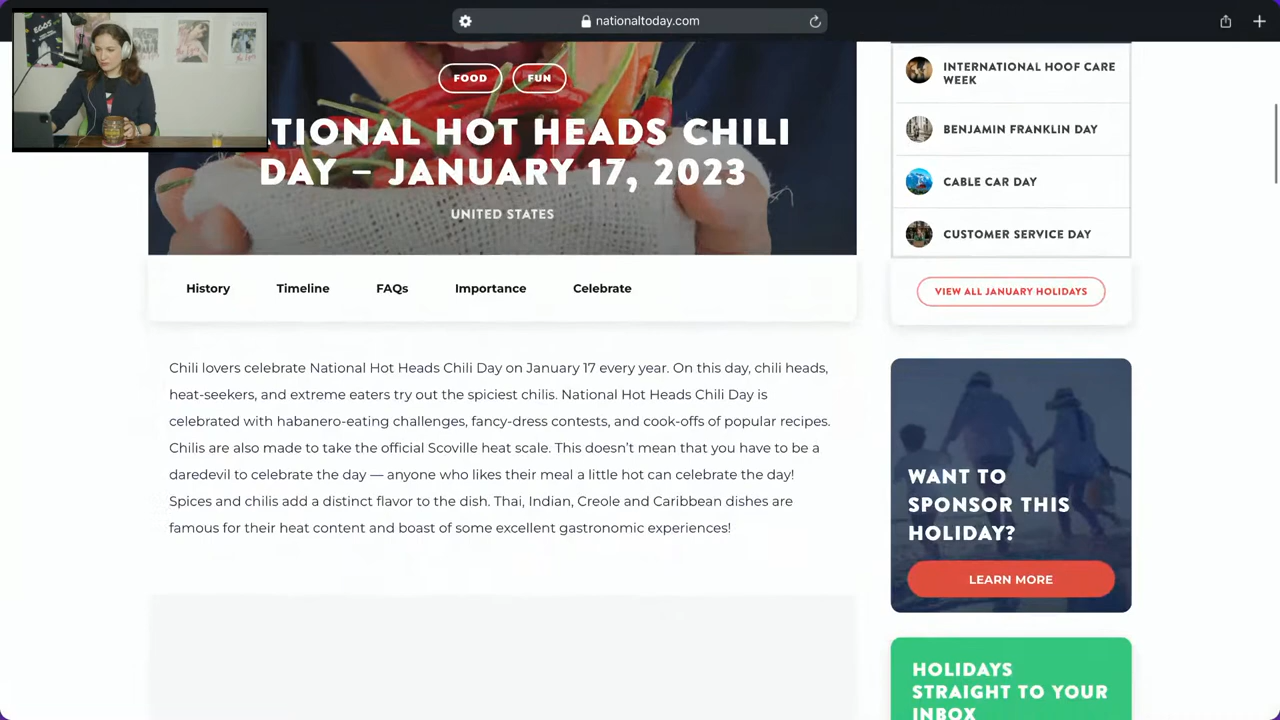 nationaltoday.com
FOOD
FUN
TIONAL HOT HEADS CHILI
DAY – JANUARY 17, 2023
UNITED STATES
History
Timeline
FAQs
Importance
Celebrate
Chili lovers celebrate National Hot Heads Chili Day on January 17 every year. On this day, chili heads,
heat-seekers, and extreme eaters try out the spiciest chilis. National Hot Heads Chili Day is
celebrated with habanero-eating challenges, fancy-dress contests, and cook-offs of popular recipes.
Chilis are also made to take the official Scoville heat scale. This doesn’t mean that you have to be a
daredevil to celebrate the day — anyone who likes their meal a little hot can celebrate the day!
Spices and chilis add a distinct flavor to the dish. Thai, Indian, Creole and Caribbean dishes are
famous for their heat content and boast of some excellent gastronomic experiences!
INTERNATIONAL HOOF CARE
WEEK
BENJAMIN FRANKLIN DAY
CABLE CAR DAY
CUSTOMER SERVICE DAY
VIEW ALL JANUARY HOLIDAYS
WANT TO
SPONSOR THIS
HOLIDAY?
LEARN MORE
HOLIDAYS
STRAIGHT TO YOUR
INBOX